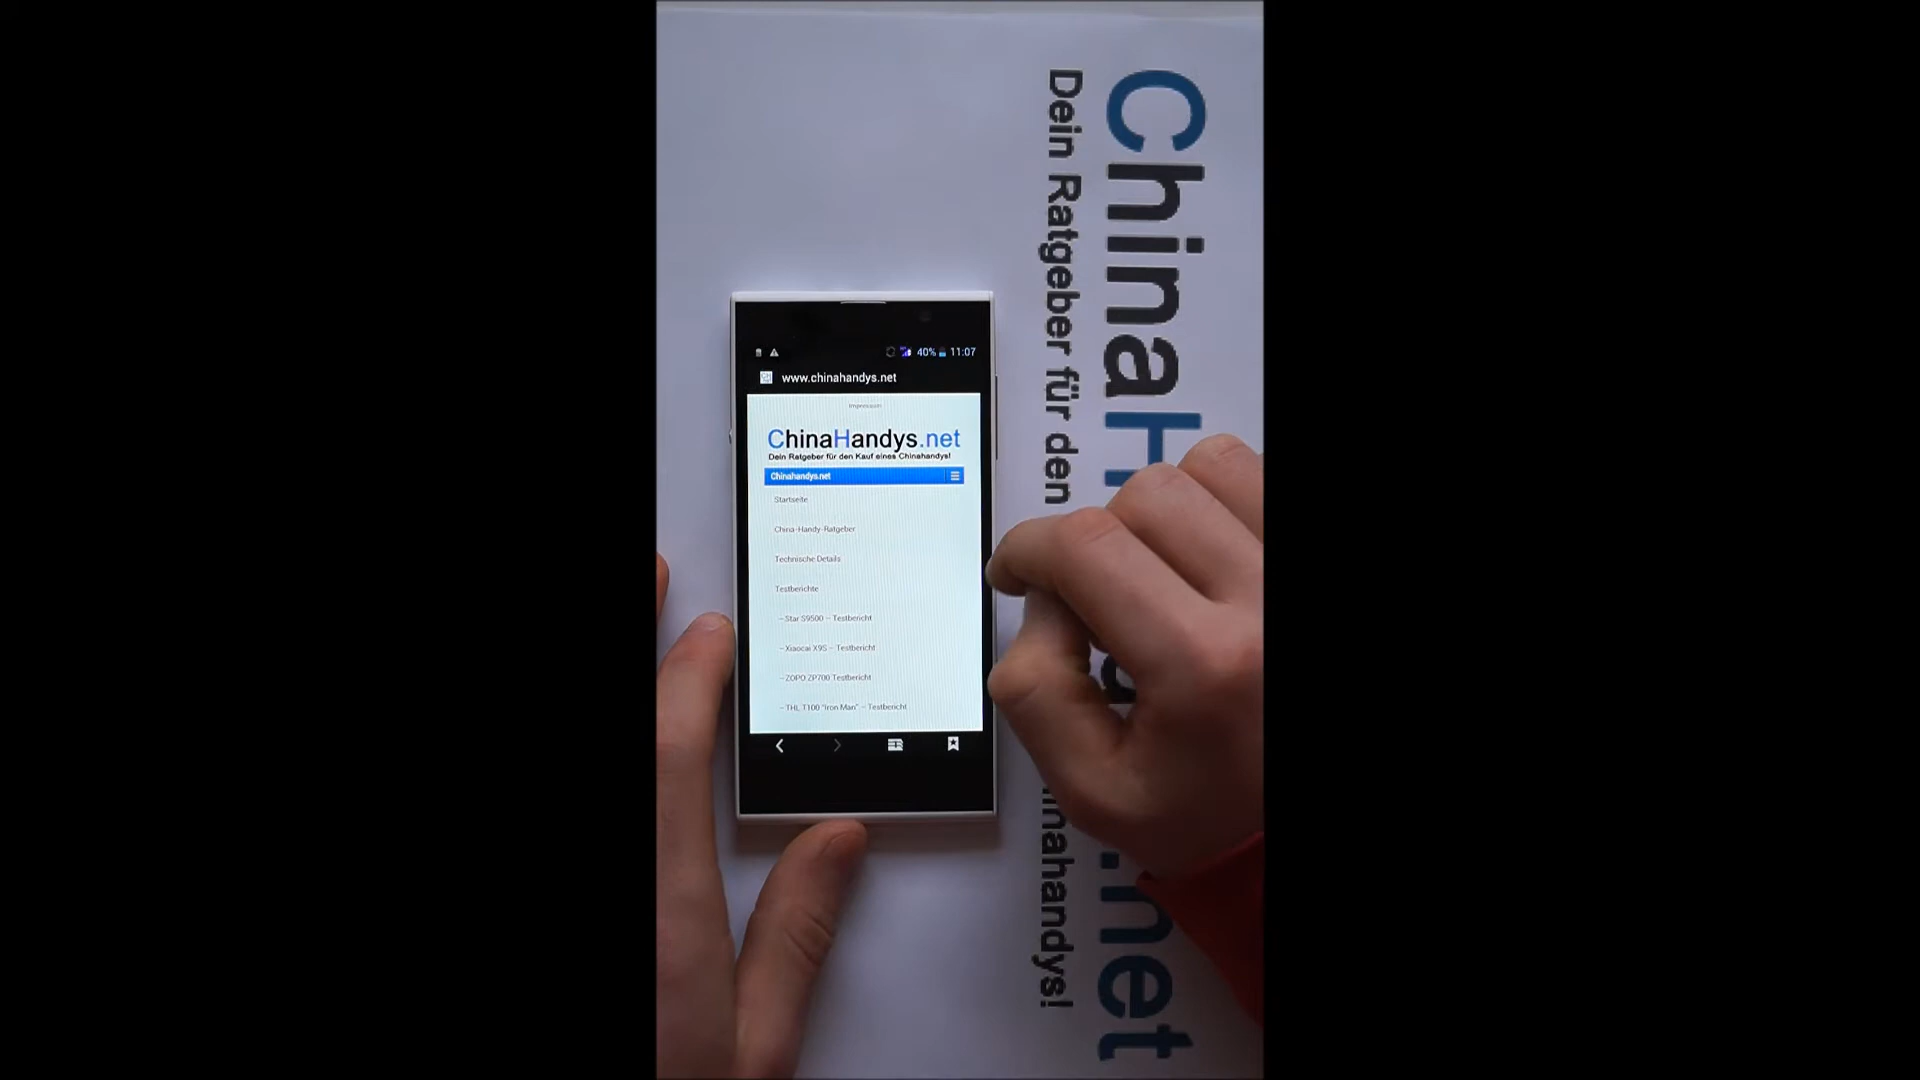 40% 11:07
www.chinahandys.net
Impressum
ChinaHandys.net
Dein Ratgeber für den Kauf eines Chinahandys!
Chinahandys.net
Startseite
China-Handy-Ratgeber
Technische Details
Testberichte
– Star S9500 – Testbericht
– Xiaocai X9S – Testbericht
– ZOPO ZP700 Testbericht
– THL T100 "Iron Man" – Testbericht
ChinaH .net
Dein Ratgeber für den inahandys!